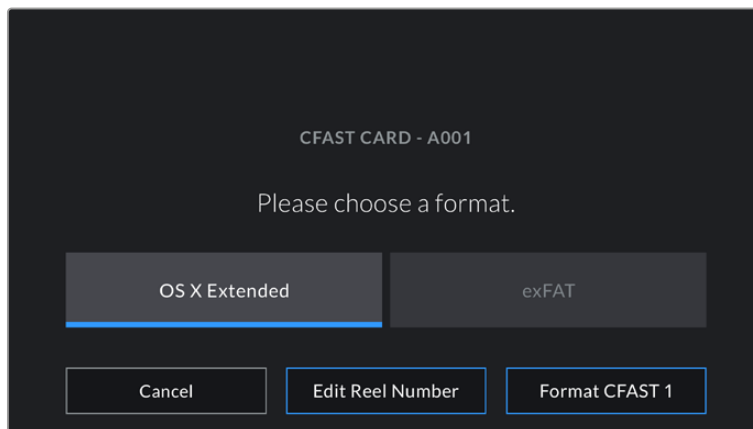 CFAST CARD - A001
Please choose a format.
OS X Extended
exFAT
Cancel
Edit Reel Number
Format CFAST 1